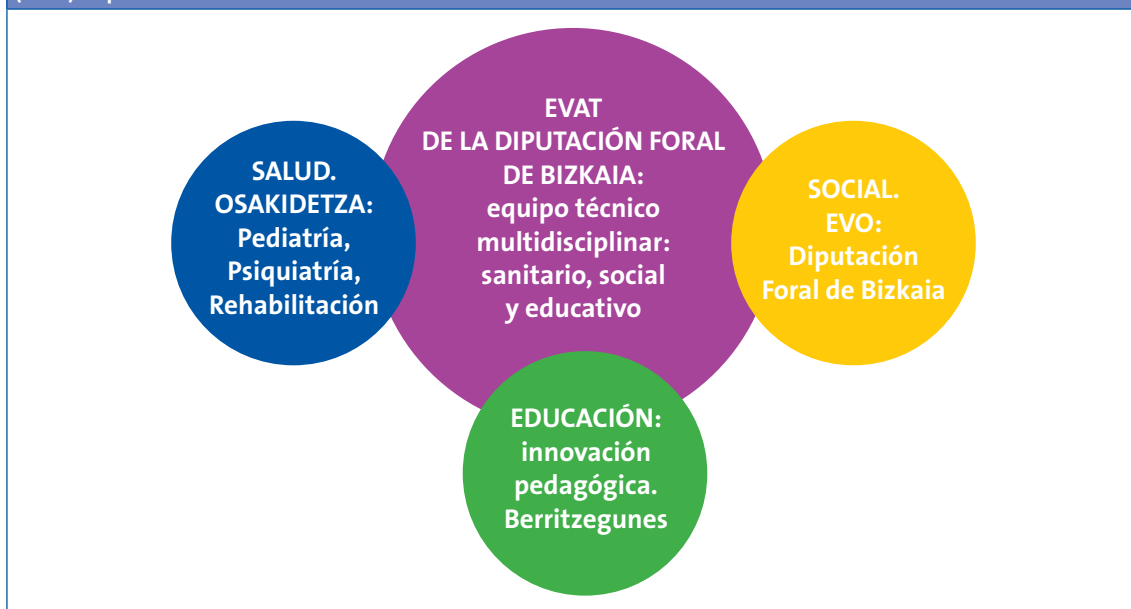 EVAT
DE LA DIPUTACIÓN FORAL
DE BIZKAIA:
equipo técnico
multidisciplinar:
sanitario, social
y educativo
SALUD.
OSAKIDETZA:
Pediatría,
Psiquiatría,
Rehabilitación
SOCIAL.
EVO:
Diputación
Foral de Bizkaia
EDUCACIÓN:
innovación
pedagógica.
Berritzegunes